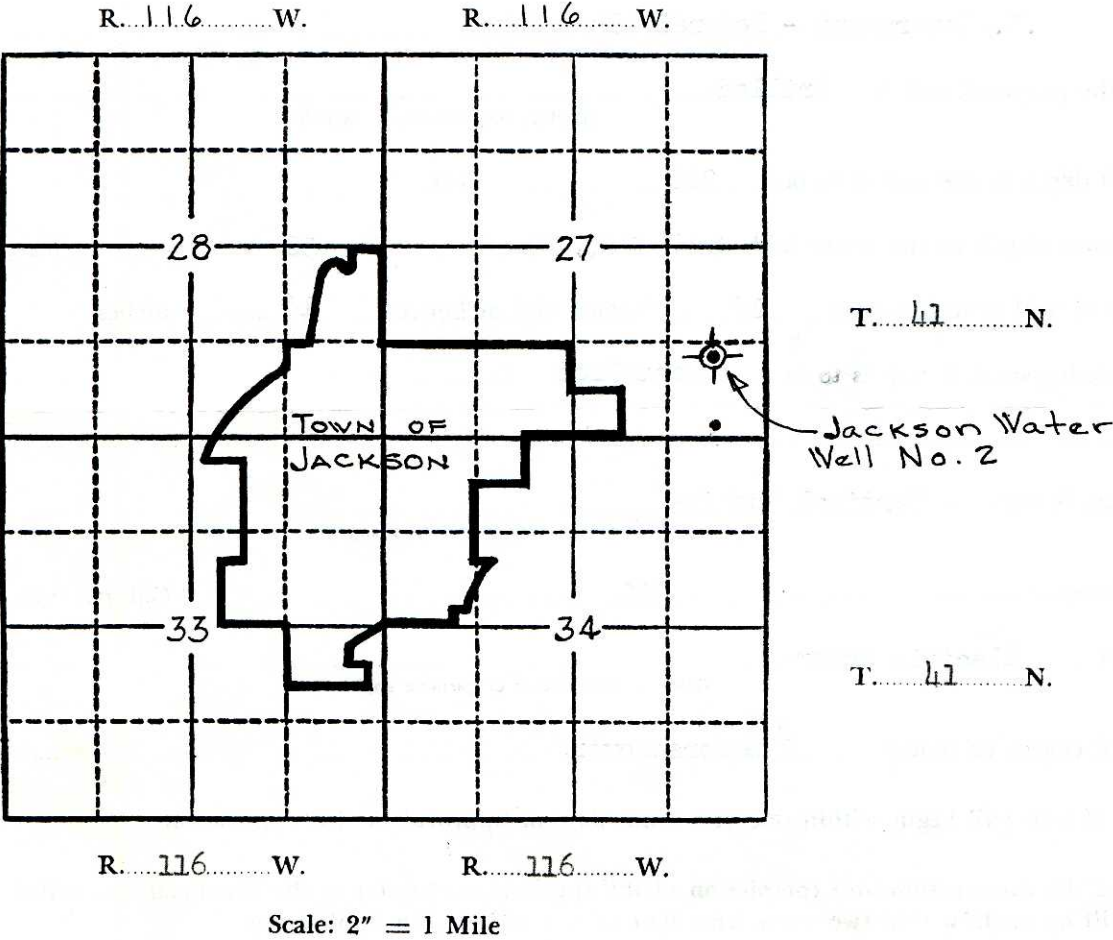 R. 116 W. R. 116 W.
28 27
T. 41 N.
TOWN OF
JACKSON
Jackson Water
Well No. 2
33 34
T. 41 N.
R. 116 W. R. 116 W.
Scale: 2″ = 1 Mile